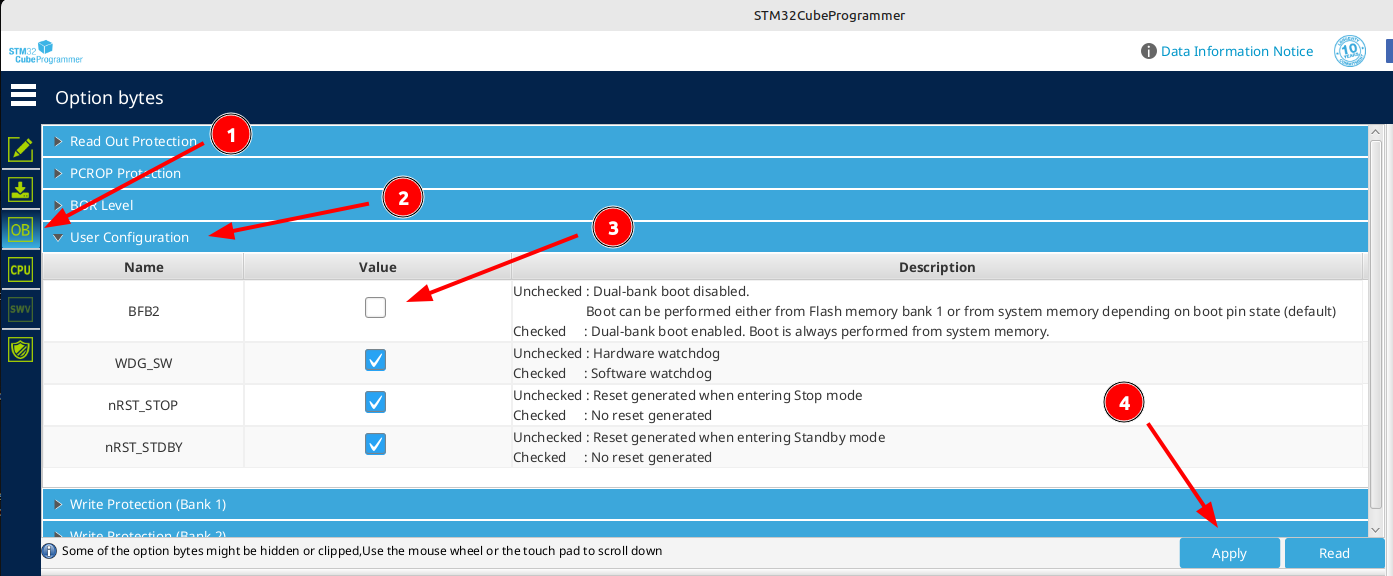 STM32CubeProgrammer
STM32
CubeProgrammer
Data Information Notice
10
YEARS
Option bytes
1
Read Out Protection
PCROP Protection
2
BOR Level
3
OB
User Configuration
CPU
Name Value Description
SWV
BFB2
Unchecked : Dual-bank boot disabled.
Boot can be performed either from Flash memory bank 1 or from system memory depending on boot pin state (default)
Checked : Dual-bank boot enabled. Boot is always performed from system memory.
WDG_SW
Unchecked : Hardware watchdog
Checked : Software watchdog
nRST_STOP
Unchecked : Reset generated when entering Stop mode
Checked : No reset generated
4
nRST_STDBY
Unchecked : Reset generated when entering Standby mode
Checked : No reset generated
Write Protection (Bank 1)
Write Protection (Bank 2)
Some of the option bytes might be hidden or clipped,Use the mouse wheel or the touch pad to scroll down
Apply
Read